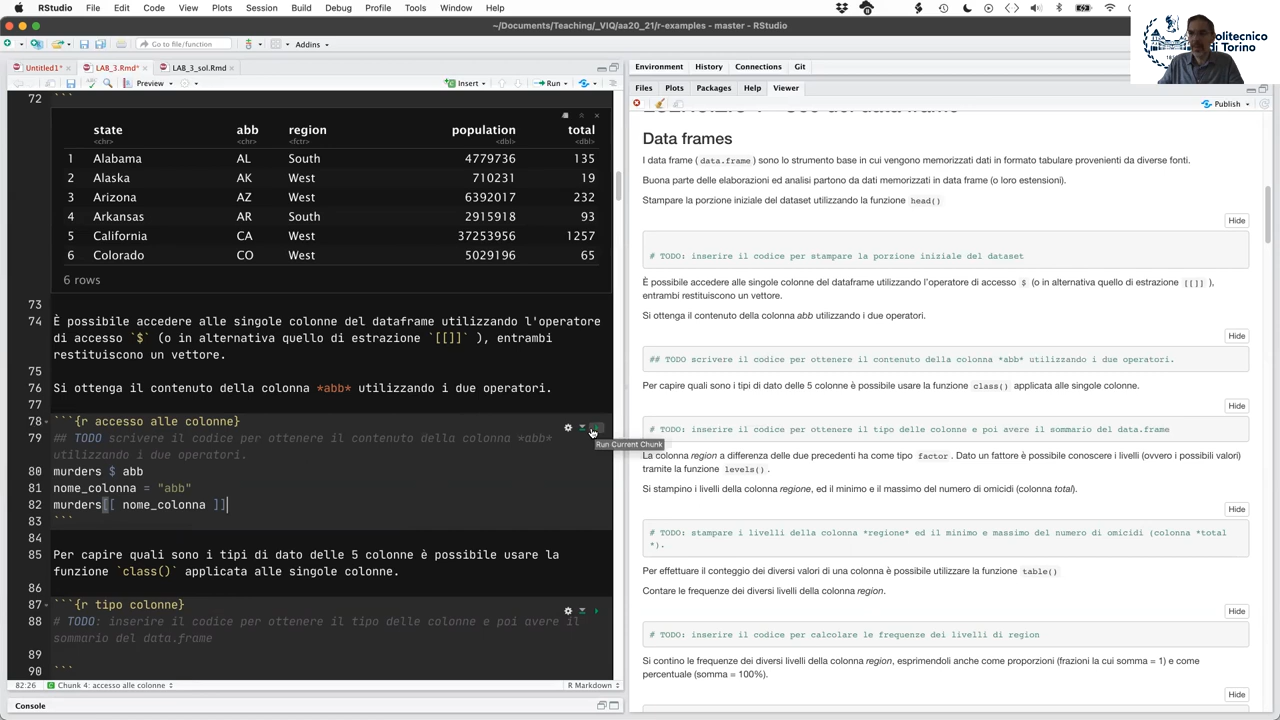 RStudio File Edit Code View Plots Session Build Debug Profile Tools Window Help
~/Documents/Teaching/_VIQ/aa20_21/r-examples - master - RStudio
Politecnico
di Torino
Go to file/function Addins
Untitled1* LAB_3.Rmd* LAB_3_sol.Rmd
Preview Insert Run
72 ```
state abb region population total
<chr> <chr> <fctr> <dbl> <dbl>
1 Alabama AL South 4779736 135
2 Alaska AK West 710231 19
3 Arizona AZ West 6392017 232
4 Arkansas AR South 2915918 93
5 California CA West 37253956 1257
6 Colorado CO West 5029196 65
6 rows
73
74 È possibile accedere alle singole colonne del dataframe utilizzando l'operatore
di accesso `$` (o in alternativa quello di estrazione `[[]]` ), entrambi
restituiscono un vettore.
75
76 Si ottenga il contenuto della colonna *abb* utilizzando i due operatori.
77
78 ```{r accesso alle colonne}
79 ## TODO scrivere il codice per ottenere il contenuto della colonna *abb*
utilizzando i due operatori.
80 murders $ abb
81 nome_colonna = "abb"
82 murders[[ nome_colonna ]]
83 ```
Run Current Chunk
84
85 Per capire quali sono i tipi di dato delle 5 colonne è possibile usare la
funzione `class()` applicata alle singole colonne.
86
87 ```{r tipo colonne}
88 # TODO: inserire il codice per ottenere il tipo delle colonne e poi avere il
sommario del data.frame
89
90 ```
82:26 Chunk 4: accesso alle colonne R Markdown
Console
Environment History Connections Git
Files Plots Packages Help Viewer
Publish
Data frames
I data frame ( data.frame ) sono lo strumento base in cui vengono memorizzati dati in formato tabulare provenienti da diverse fonti.
Buona parte delle elaborazioni ed analisi partono da dati memorizzati in data frame (o loro estensioni).
Stampare la porzione iniziale del dataset utilizzando la funzione head()
Hide
# TODO: inserire il codice per stampare la porzione iniziale del dataset
È possibile accedere alle singole colonne del dataframe utilizzando l'operatore di accesso $ (o in alternativa quello di estrazione [[]] ),
entrambi restituiscono un vettore.
Si ottenga il contenuto della colonna abb utilizzando i due operatori.
Hide
## TODO scrivere il codice per ottenere il contenuto della colonna *abb* utilizzando i due operatori.
Per capire quali sono i tipi di dato delle 5 colonne è possibile usare la funzione class() applicata alle singole colonne.
Hide
# TODO: inserire il codice per ottenere il tipo delle colonne e poi avere il sommario del data.frame
La colonna region a differenza delle due precedenti ha come tipo factor. Dato un fattore è possibile conoscere i livelli (ovvero i possibili valori)
tramite la funzione levels().
Si stampino i livelli della colonna regione, ed il minimo e il massimo del numero di omicidi (colonna total).
Hide
# TODO: stampare i livelli della colonna *regione* ed il minimo e massimo del numero di omicidi (colonna *total
*).
Per effettuare il conteggio dei diversi valori di una colonna è possibile utilizzare la funzione table()
Contare le frequenze dei diversi livelli della colonna region.
Hide
# TODO: inserire il codice per calcolare le frequenze dei livelli di region
Si contino le frequenze dei diversi livelli della colonna region, esprimendoli anche come proporzioni (frazioni la cui somma = 1) e come
percentuale (somma = 100%).
Hide